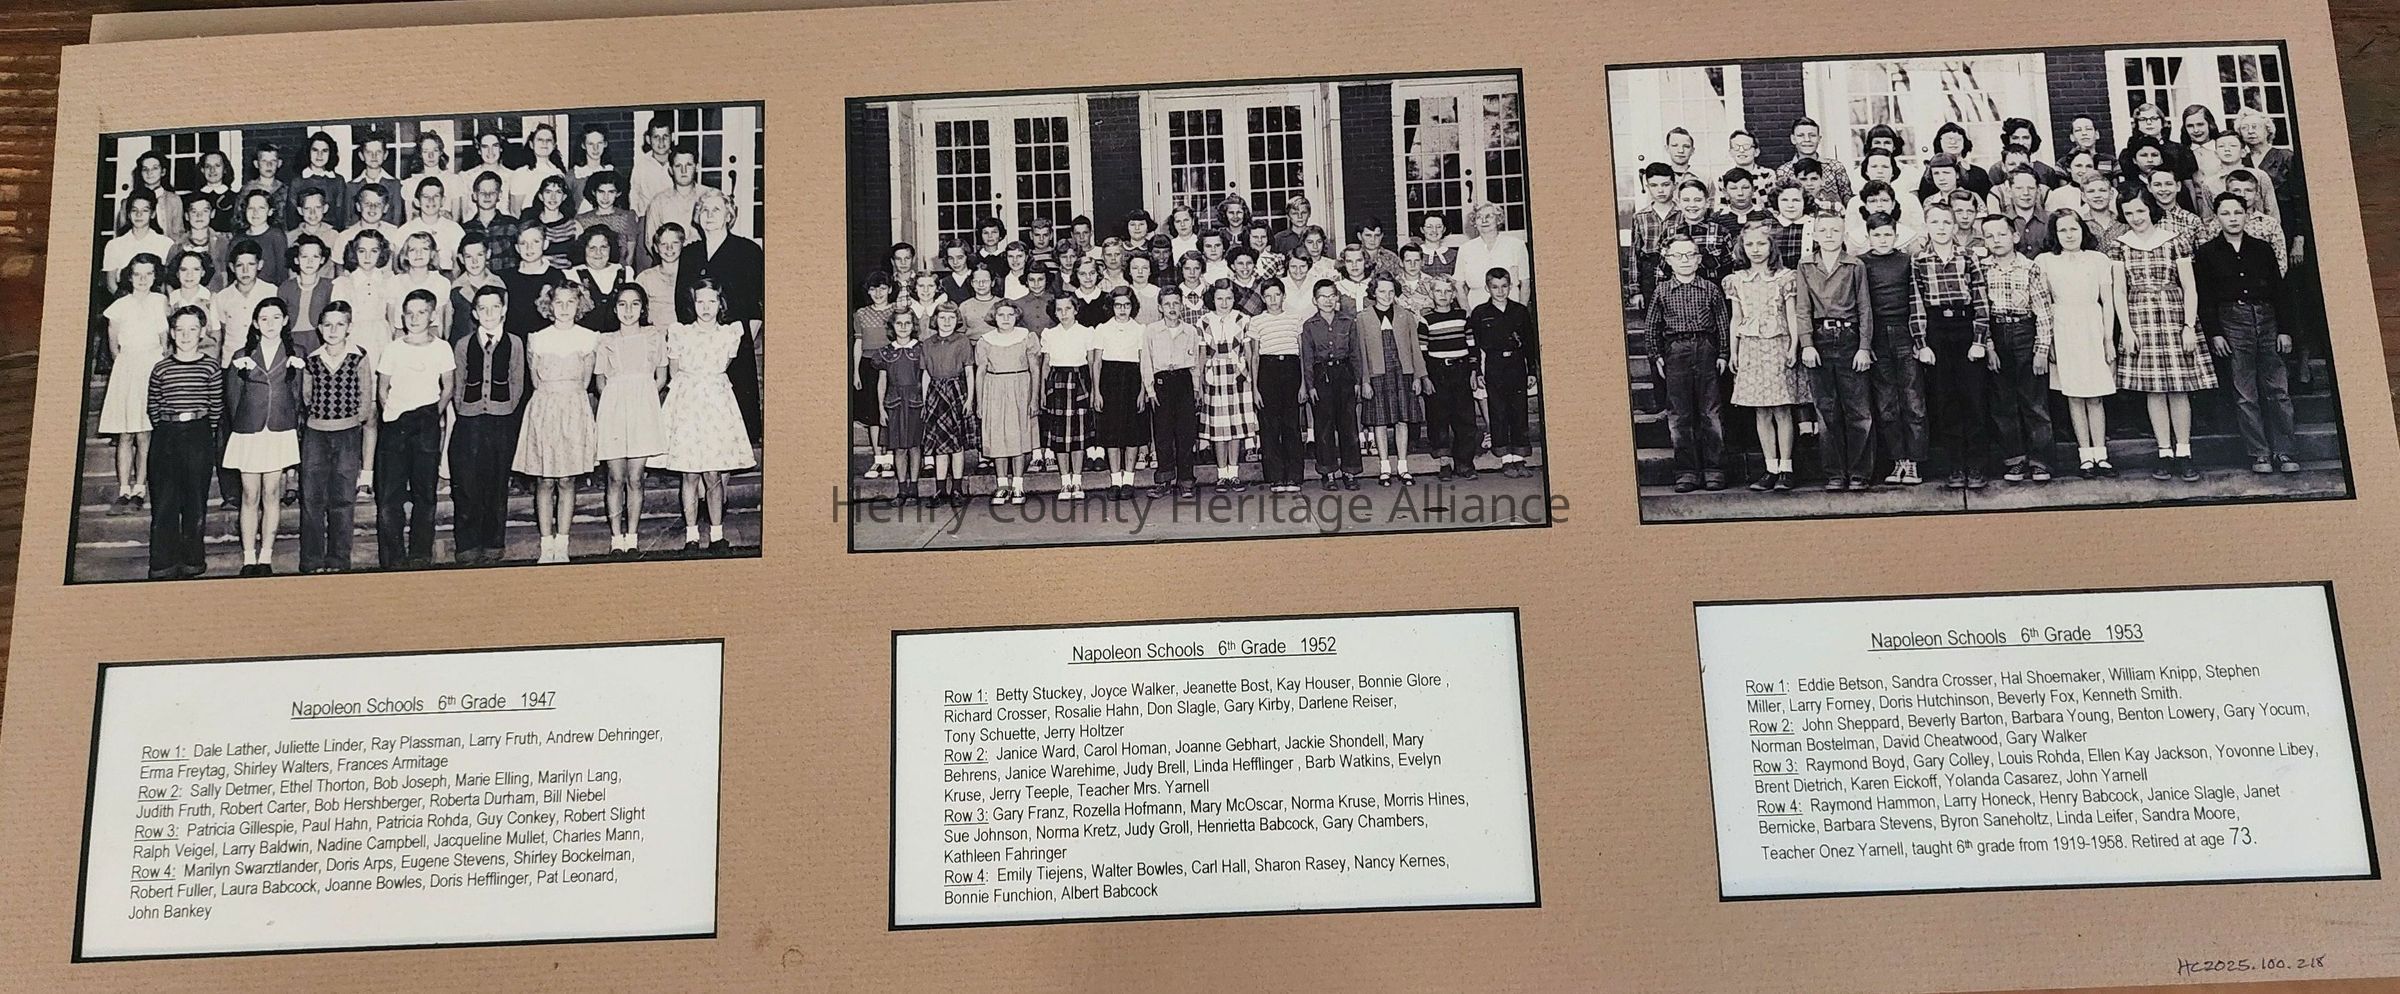 Henry County Heritage Alliance
Napoleon Schools 6th Grade 1947
Row 1: Dale Lather, Juliette Linder, Ray Plassman, Larry Fruth, Andrew Dehringer,
Erma Freytag, Shirley Walters, Frances Armitage
Row 2: Sally Detmer, Ethel Thorton, Bob Joseph, Marie Elling, Marilyn Lang,
Judith Fruth, Robert Carter, Bob Hershberger, Roberta Durham, Bill Niebel
Row 3: Patricia Gillespie, Paul Hahn, Patricia Rohda, Guy Conkey, Robert Slight
Ralph Veigel, Larry Baldwin, Nadine Campbell, Jacqueline Mullet, Charles Mann,
Row 4: Marilyn Swarztlander, Doris Arps, Eugene Stevens, Shirley Bockelman,
Robert Fuller, Laura Babcock, Joanne Bowles, Doris Hefflinger, Pat Leonard,
John Bankey
Napoleon Schools 6th Grade 1952
Row 1: Betty Stuckey, Joyce Walker, Jeanette Bost, Kay Houser, Bonnie Glore ,
Richard Crosser, Rosalie Hahn, Don Slagle, Gary Kirby, Darlene Reiser,
Tony Schuette, Jerry Holtzer
Row 2: Janice Ward, Carol Homan, Joanne Gebhart, Jackie Shondell, Mary
Behrens, Janice Warehime, Judy Brell, Linda Hefflinger , Barb Watkins, Evelyn
Kruse, Jerry Teeple, Teacher Mrs. Yarnell
Row 3: Gary Franz, Rozella Hofmann, Mary McOscar, Norma Kruse, Morris Hines,
Sue Johnson, Norma Kretz, Judy Groll, Henrietta Babcock, Gary Chambers,
Kathleen Fahringer
Row 4: Emily Tiejens, Walter Bowles, Carl Hall, Sharon Rasey, Nancy Kernes,
Bonnie Funchion, Albert Babcock
Napoleon Schools 6th Grade 1953
Row 1: Eddie Betson, Sandra Crosser, Hal Shoemaker, William Knipp, Stephen
Miller, Larry Forney, Doris Hutchinson, Beverly Fox, Kenneth Smith.
Row 2: John Sheppard, Beverly Barton, Barbara Young, Benton Lowery, Gary Yocum,
Norman Bostelman, David Cheatwood, Gary Walker
Row 3: Raymond Boyd, Gary Colley, Louis Rohda, Ellen Kay Jackson, Yovonne Libey,
Brent Dietrich, Karen Eickoff, Yolanda Casarez, John Yarnell
Row 4: Raymond Hammon, Larry Honeck, Henry Babcock, Janice Slagle, Janet
Bernicke, Barbara Stevens, Byron Saneholtz, Linda Leifer, Sandra Moore,
Teacher Onez Yarnell, taught 6th grade from 1919-1958. Retired at age 73.
HC2025.100.218